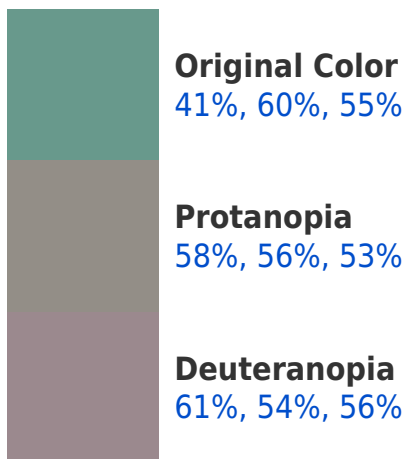 Original Color
41%, 60%, 55%
Protanopia
58%, 56%, 53%
Deuteranopia
61%, 54%, 56%